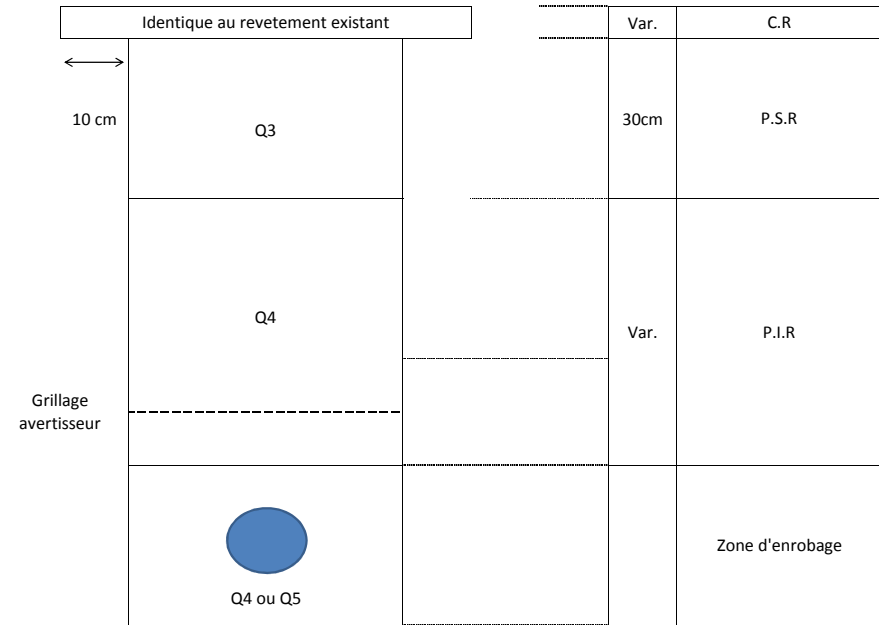 Identique au revetement existant
Var.
C.R
10 cm
Q3
30cm
P.S.R
Q4
Var.
P.I.R
Grillage
avertisseur
Zone d'enrobage
Q4 ou Q5